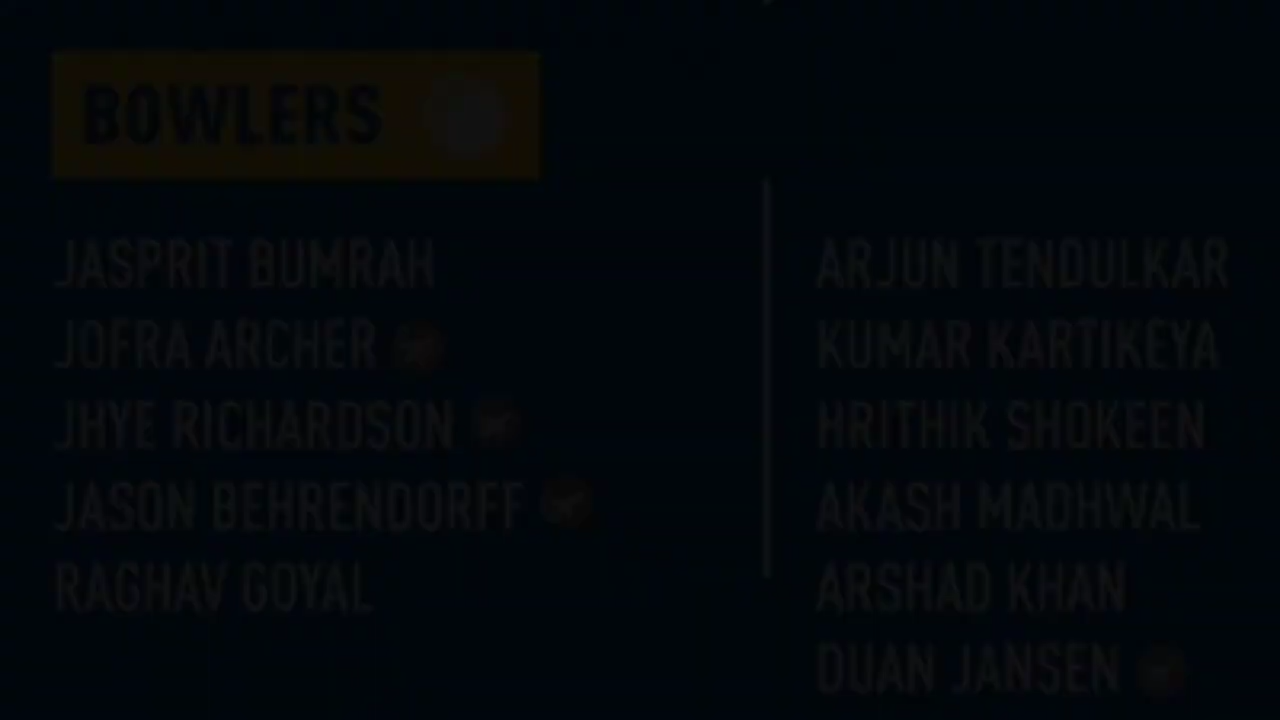 BOWLERS
JASPRIT BUMRAH
JOFRA ARCHER
JHYE RICHARDSON
JASON BEHRENDORFF
RAGHAV GOYAL
ARJUN TENDULKAR
KUMAR KARTIKEYA
HRITHIK SHOKEEN
AKASH MADHWAL
ARSHAD KHAN
DUAN JANSEN